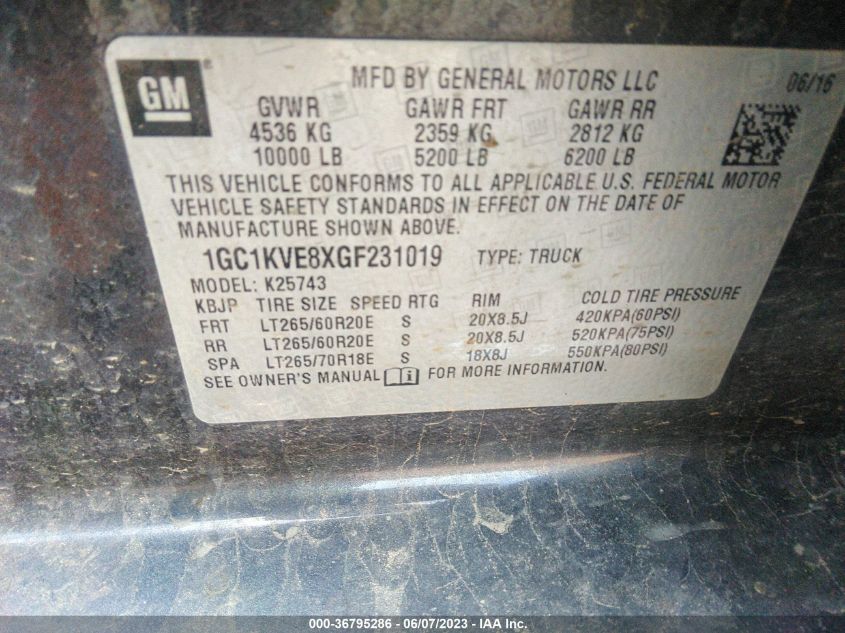 GM
MFD BY GENERAL MOTORS LLC 06/16
GVWR GAWR FRT GAWR RR
4536 KG 2359 KG 2812 KG
10000 LB 5200 LB 6200 LB
THIS VEHICLE CONFORMS TO ALL APPLICABLE U.S. FEDERAL MOTOR
VEHICLE SAFETY STANDARDS IN EFFECT ON THE DATE OF
MANUFACTURE SHOWN ABOVE.
1GC1KVE8XGF231019 TYPE: TRUCK
MODEL: K25743
KBJP TIRE SIZE SPEED RTG RIM COLD TIRE PRESSURE
FRT LT265/60R20E S 20X8.5J 420KPA(60PSI)
RR LT265/60R20E S 20X8.5J 520KPA(75PSI)
SPA LT265/70R18E S 18X8J 550KPA(80PSI)
SEE OWNER'S MANUAL FOR MORE INFORMATION.
000-36795286 - 06/07/2023 - IAA Inc.